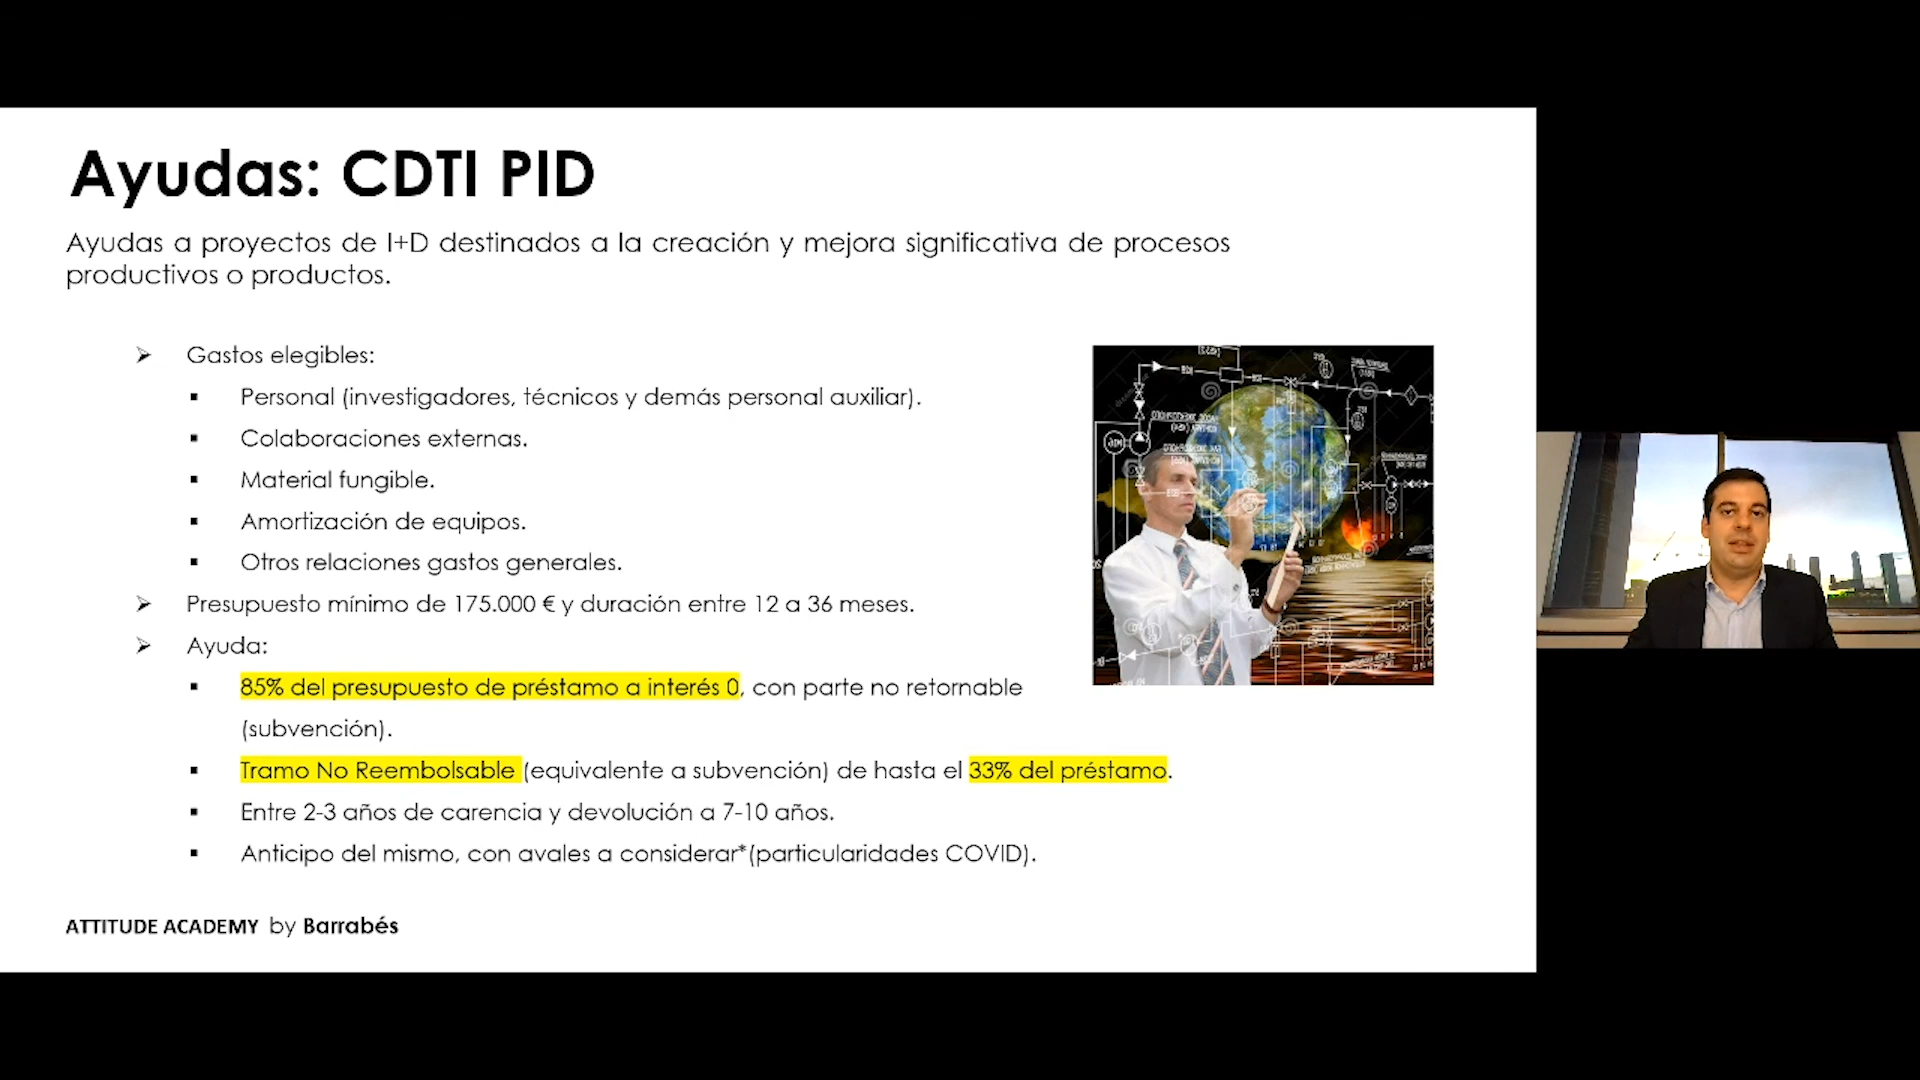 Ayudas: CDTI PID
Ayudas a proyectos de I+D destinados a la creación y mejora significativa de procesos
productivos o productos.
➢ Gastos elegibles:
▪ Personal (investigadores, técnicos y demás personal auxiliar).
▪ Colaboraciones externas.
▪ Material fungible.
▪ Amortización de equipos.
▪ Otros relaciones gastos generales.
➢ Presupuesto mínimo de 175.000 € y duración entre 12 a 36 meses.
➢ Ayuda:
▪ 85% del presupuesto de préstamo a interés 0, con parte no retornable
(subvención).
▪ Tramo No Reembolsable (equivalente a subvención) de hasta el 33% del préstamo.
▪ Entre 2-3 años de carencia y devolución a 7-10 años.
▪ Anticipo del mismo, con avales a considerar*(particularidades COVID).
ATTITUDE ACADEMY by Barrabés